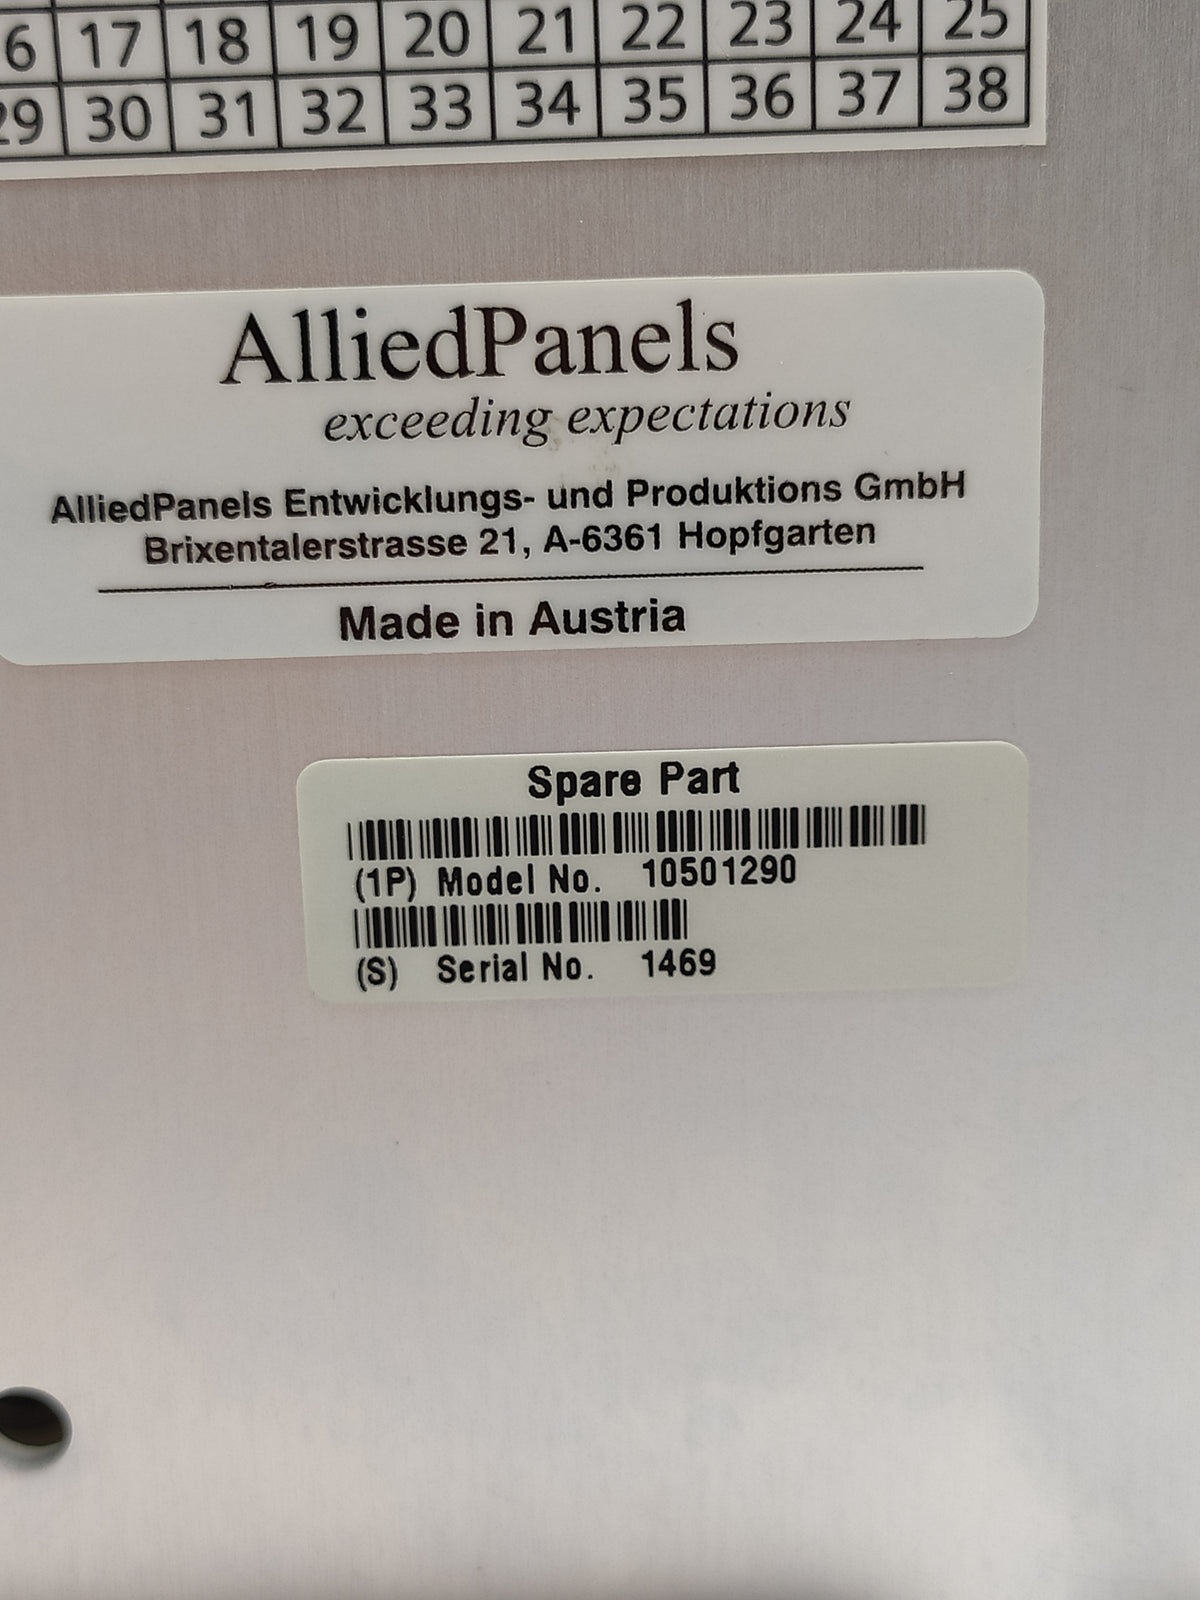 6 17 18 19 20 21 22 23 24 25
29 30 31 32 33 34 35 36 37 38
AlliedPanels
exceeding expectations
AlliedPanels Entwicklungs- und Produktions GmbH
Brixentalerstrasse 21, A-6361 Hopfgarten
Made in Austria
Spare Part
(1P) Model No. 10501290
(S) Serial No. 1469